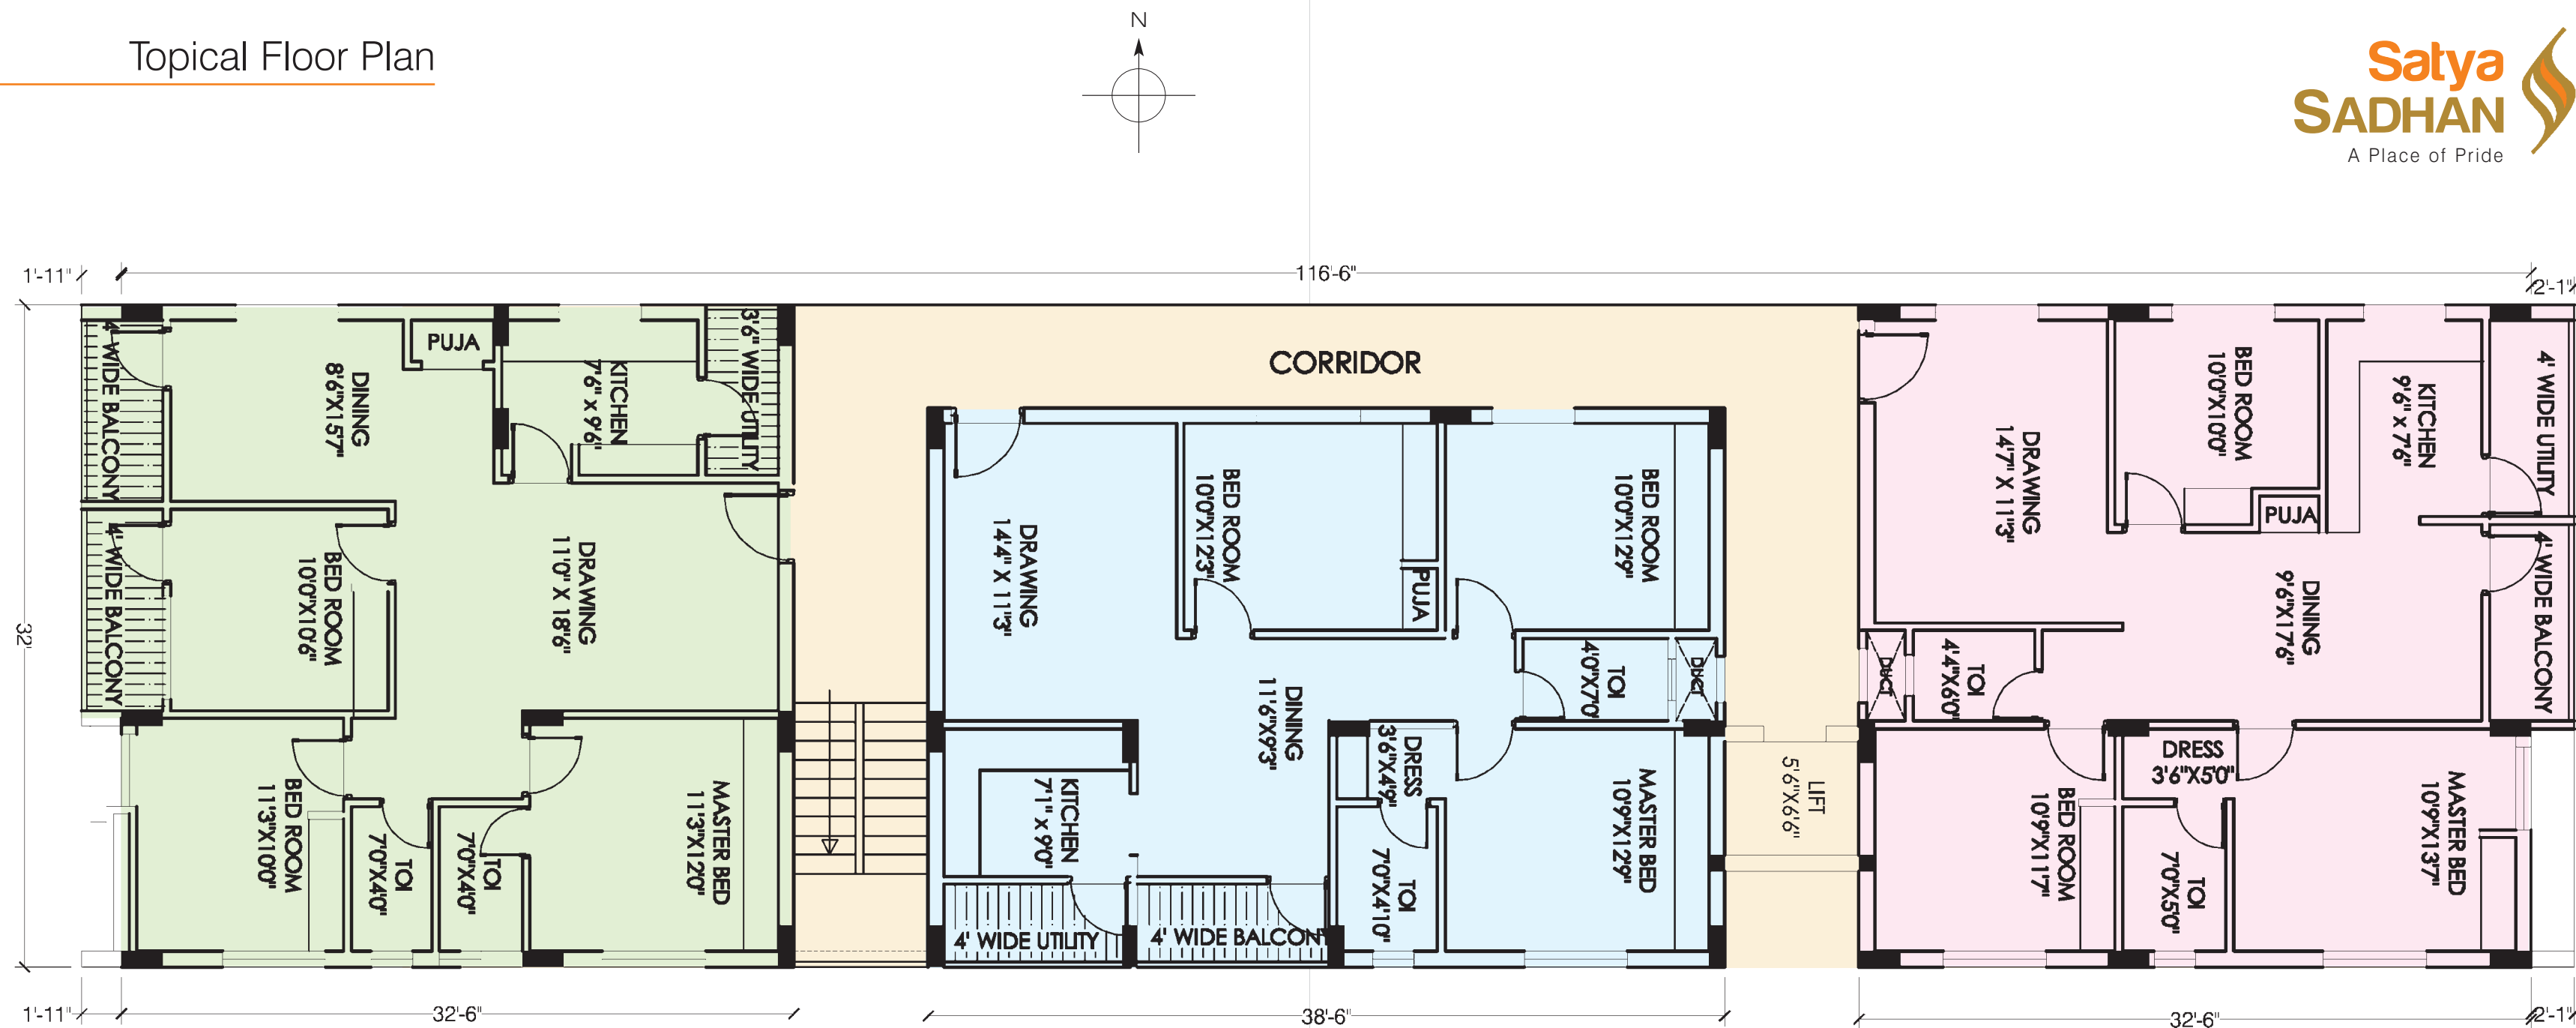 Topical Floor Plan
N
Satya
SADHAN
A Place of Pride
1'-11"
116'-6"
2'-1"
32'
4' WIDE BALCONY
DINING
8'6"X15'7"
PUJA
KITCHEN
7'6" x 9'6"
3'6" WIDE UTILITY
4' WIDE BALCONY
BED ROOM
10'0"X10'6"
DRAWING
11'0" X 18'6"
BED ROOM
11'3"X10'0"
TOI
7'0"X4'0"
TOI
7'0"X4'0"
MASTER BED
11'3"X12'0"
CORRIDOR
DRAWING
14'4" X 11'3"
BED ROOM
10'0"X12'3"
PUJA
BED ROOM
10'0"X12'9"
TOI
4'0"X7'0"
DUCT
DINING
11'6"X9'3"
KITCHEN
7'1" x 9'0"
DRESS
3'6"X4'9"
TOI
7'0"X4'10"
MASTER BED
10'9"X12'9"
4' WIDE UTILITY
4' WIDE BALCONY
LIFT
5'6"X6'6"
DRAWING
14'7" X 11'3"
BED ROOM
10'0"X10'0"
KITCHEN
9'6" x 7'6"
4' WIDE UTILITY
PUJA
DINING
9'6"X17'6"
4' WIDE BALCONY
DUCT
TOI
4'4"X6'0"
DRESS
3'6"X5'0"
BED ROOM
10'9"X11'7"
TOI
7'0"X5'0"
MASTER BED
10'9"X13'7"
1'-11"
32'-6"
38'-6"
32'-6"
2'-1"